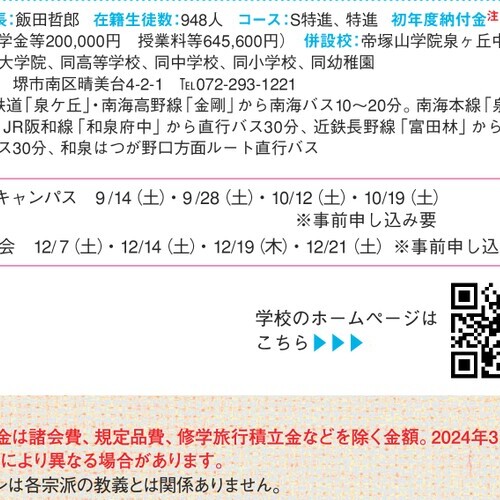 長：飯田哲郎 在籍生徒数：948人 コース：S特進、特進 初年度納付金注
学金等200,000円 授業料等645,600円） 併設校：帝塚山学院泉ヶ丘中
大学院、同高等学校、同中学校、同小学校、同幼稚園
堺市南区晴美台4-2-1 ℡072-293-1221
鉄道「泉ケ丘」・南海高野線「金剛」から南海バス10〜20分。南海本線「泉
JR阪和線「和泉府中」から直行バス30分、近鉄長野線「富田林」から
ス30分、和泉はつが野口方面ルート直行バス
キャンパス 9/14（土）・9/28（土）・10/12（土）・10/19（土）
※事前申し込み要
会 12/7（土）・12/14（土）・12/19（木）・12/21（土） ※事前申し込
学校のホームページは
こちら▶▶▶
金は諸会費、規定品費、修学旅行積立金などを除く金額。2024年3
により異なる場合があります。
ンは各宗派の教義とは関係ありません。